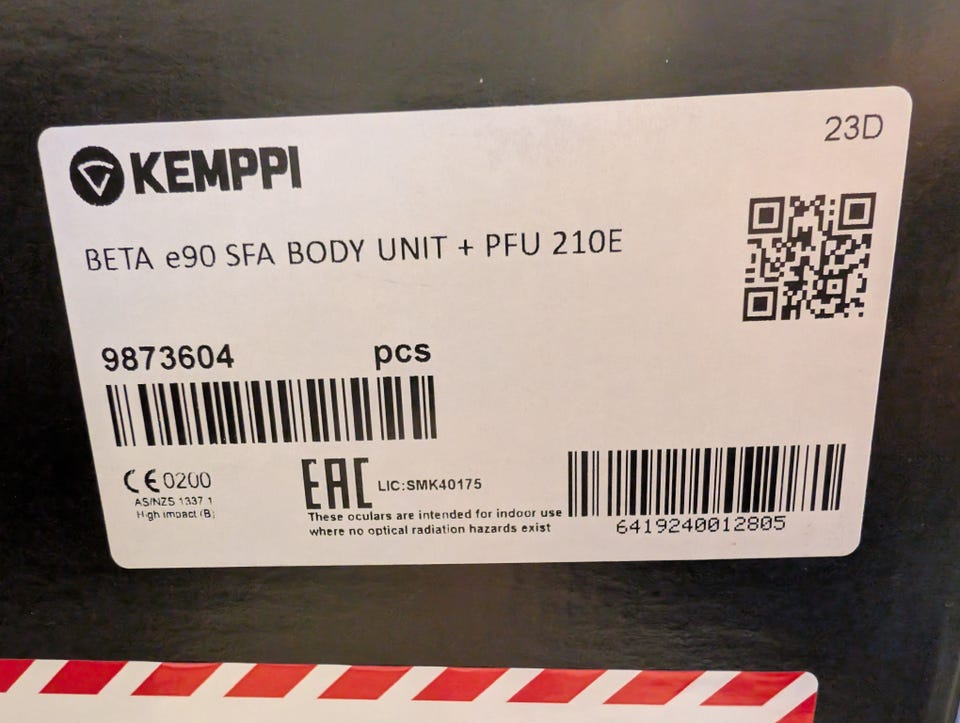 23D
KEMPPI
BETA e90 SFA BODY UNIT + PFU 210E
9873604 pcs
CE 0200
AS/NZS 1337.1
High impact (B)
EAC LIC:SMK40175
These oculars are intended for indoor use
where no optical radiation hazards exist
6419240012805